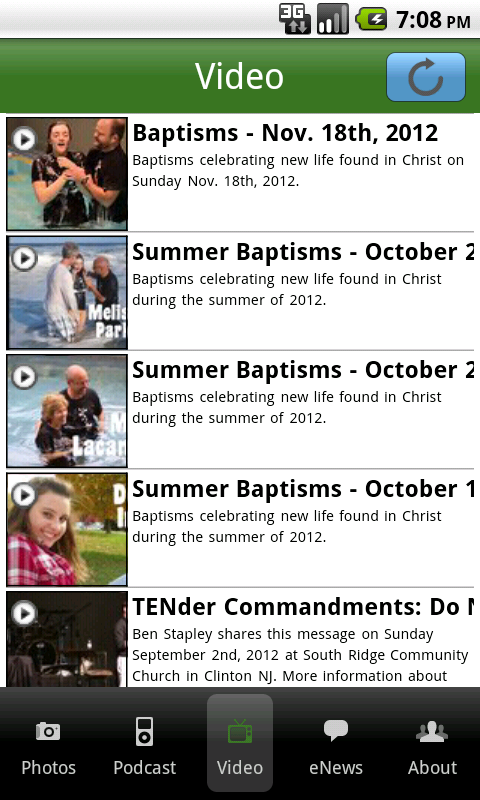 3G 7:08 PM
Video
Baptisms - Nov. 18th, 2012
Baptisms celebrating new life found in Christ on
Sunday Nov. 18th, 2012.
Summer Baptisms - October 2
Baptisms celebrating new life found in Christ
during the summer of 2012.
Summer Baptisms - October 2
Baptisms celebrating new life found in Christ
during the summer of 2012.
Summer Baptisms - October 1
Baptisms celebrating new life found in Christ
during the summer of 2012.
TENder Commandments: Do N
Ben Stapley shares this message on Sunday
September 2nd, 2012 at South Ridge Community
Church in Clinton NJ. More information about
Photos Podcast Video eNews About